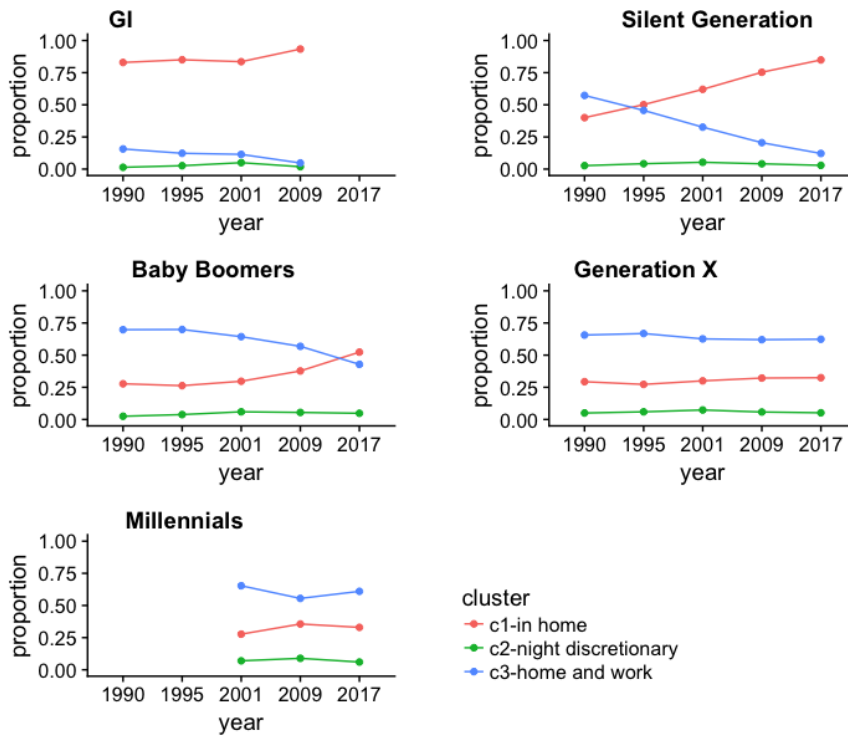 GI
1.00
0.75
0.50
0.25
0.00
proportion
1990 1995 2001 2009 2017
year
Silent Generation
1.00
0.75
0.50
0.25
0.00
proportion
1990 1995 2001 2009 2017
year
Baby Boomers
1.00
0.75
0.50
0.25
0.00
proportion
1990 1995 2001 2009 2017
year
Generation X
1.00
0.75
0.50
0.25
0.00
proportion
1990 1995 2001 2009 2017
year
Millennials
1.00
0.75
0.50
0.25
0.00
proportion
1990 1995 2001 2009 2017
year
cluster
c1-in home
c2-night discretionary
c3-home and work